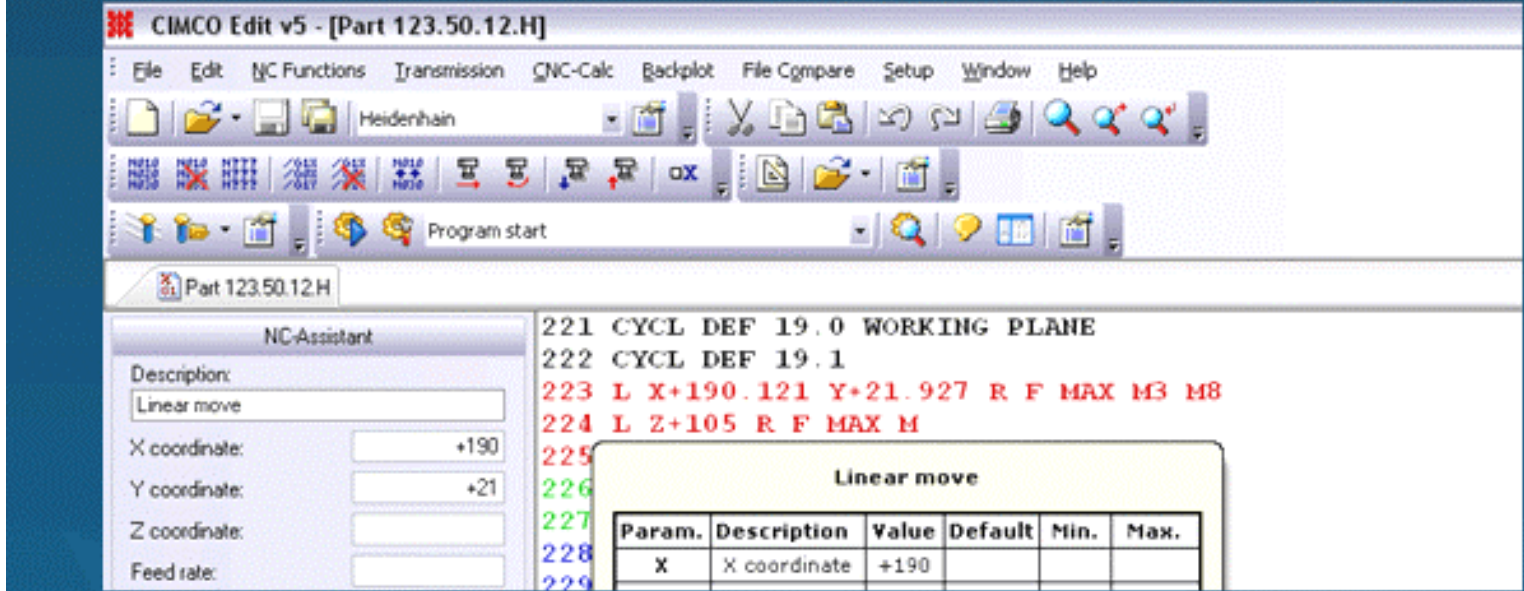 CIMCO Edit v5 - [Part 123.50.12.H]
File Edit NC Functions Transmission CNC-Calc Backplot File Compare Setup Window Help
Heidenhain
Program start
Part 123.50.12.H
NC-Assistant
Description:
Linear move
X coordinate: +190
Y coordinate: +21
Z coordinate:
Feed rate:
221 CYCL DEF 19.0 WORKING PLANE
222 CYCL DEF 19.1
223 L X+190.121 Y+21.927 R F MAX M3 M8
224 L Z+105 R F MAX M
225
226
227
228
229
Linear move
Param. Description Value Default Min. Max.
X X coordinate +190